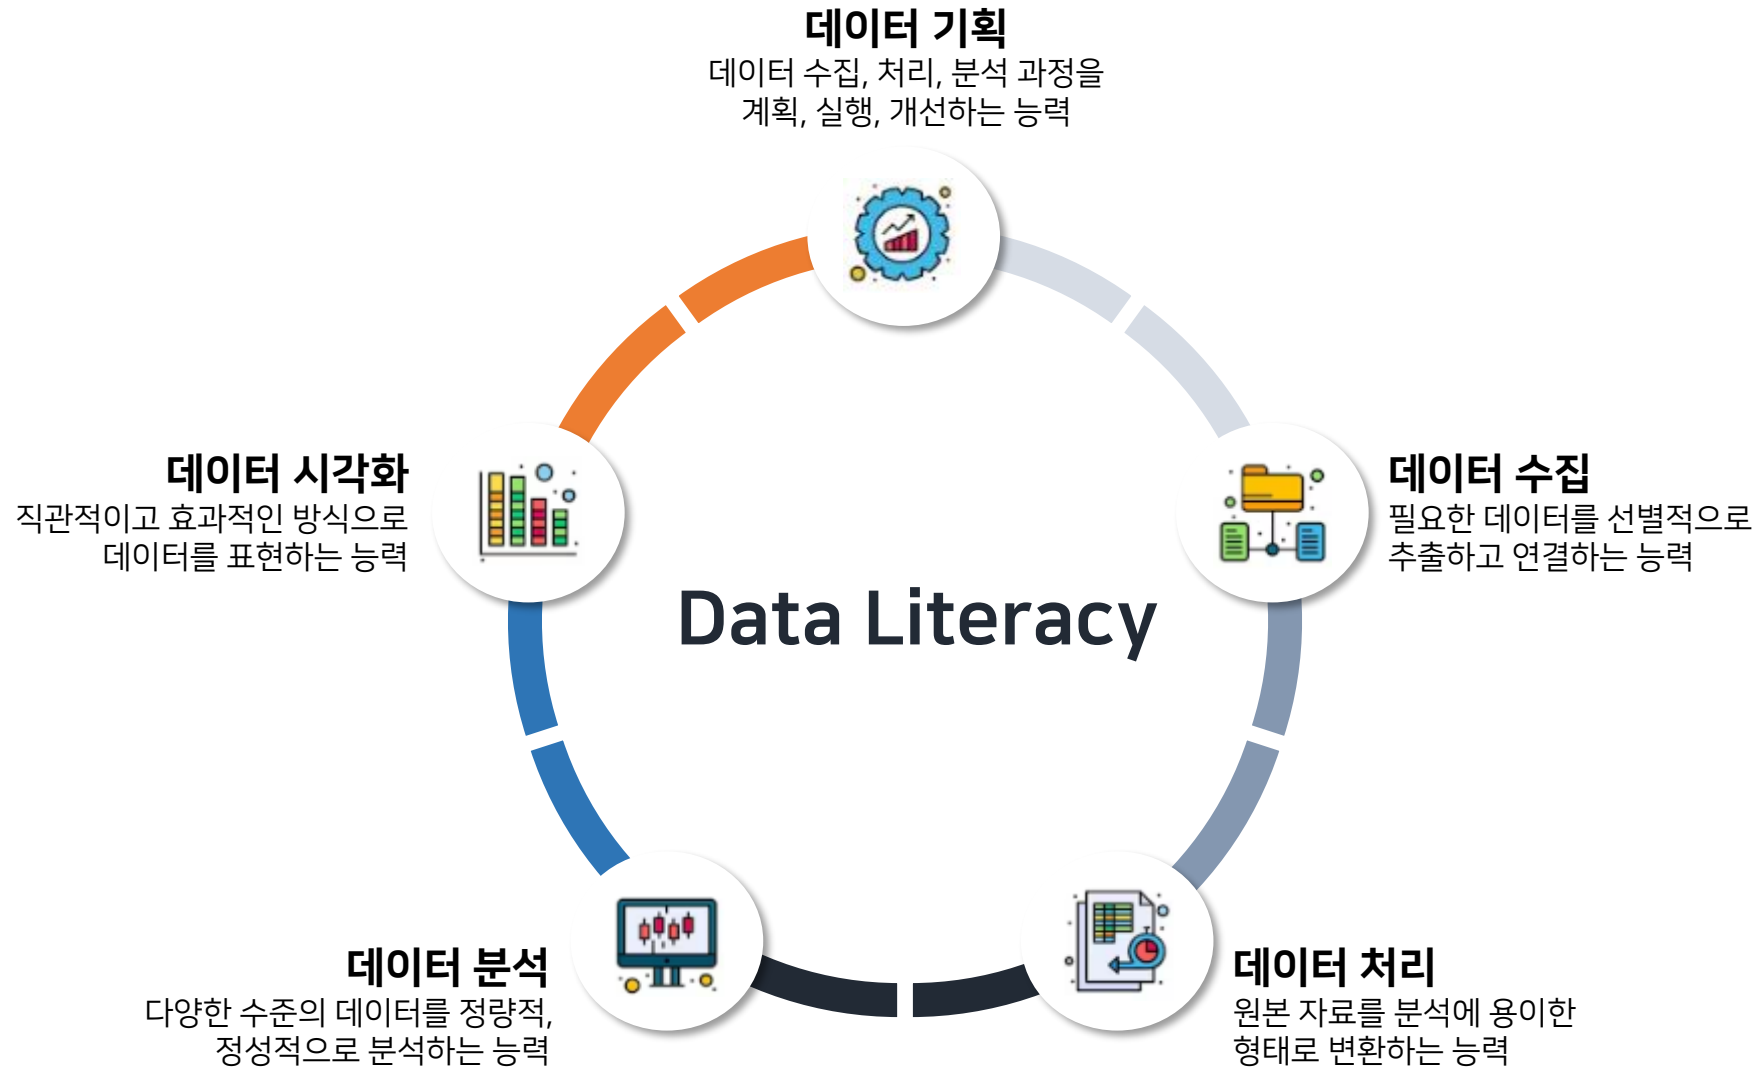 데이터 기획
데이터 수집, 처리, 분석 과정을
계획, 실행, 개선하는 능력
데이터 시각화
직관적이고 효과적인 방식으로
데이터를 표현하는 능력
데이터 수집
필요한 데이터를 선별적으로
추출하고 연결하는 능력
Data Literacy
데이터 분석
다양한 수준의 데이터를 정량적,
정성적으로 분석하는 능력
데이터 처리
원본 자료를 분석에 용이한
형태로 변환하는 능력